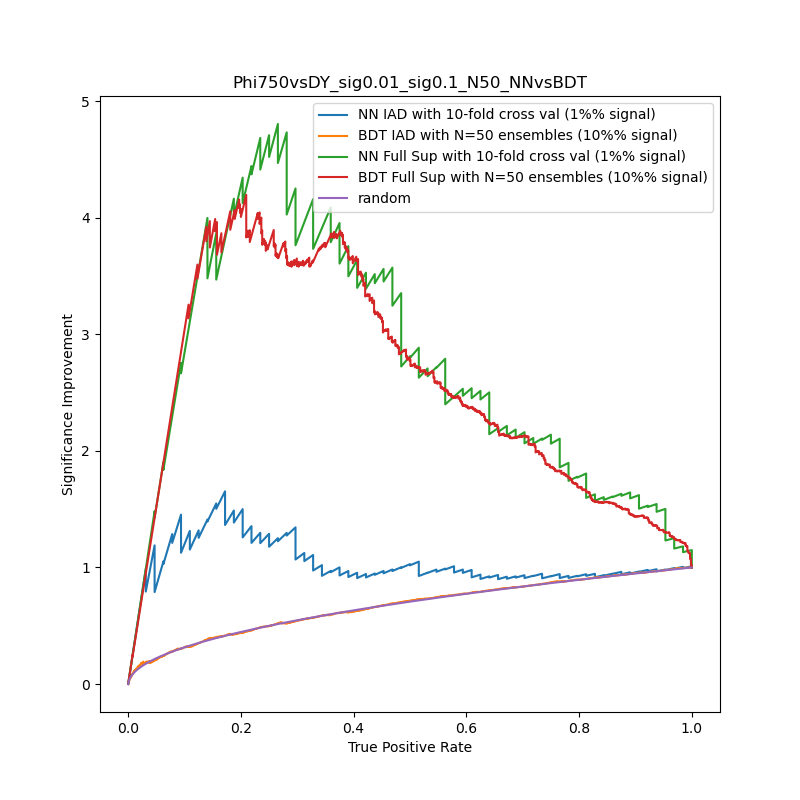 Phi750vsDY_sig0.01_sig0.1_N50_NNvsBDT
NN IAD with 10-fold cross val (1%% signal)
BDT IAD with N=50 ensembles (10%% signal)
NN Full Sup with 10-fold cross val (1%% signal)
BDT Full Sup with N=50 ensembles (10%% signal)
random
Significance Improvement
5
4
3
2
1
0
0.0 0.2 0.4 0.6 0.8 1.0
True Positive Rate